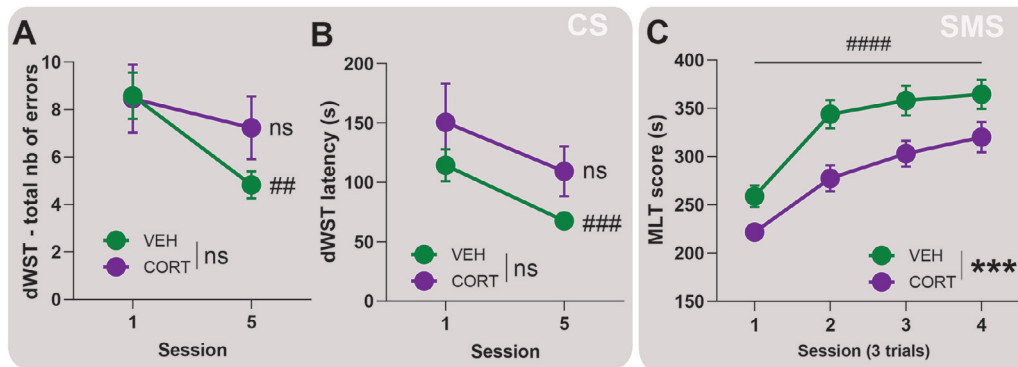 A
dWST - total nb of errors
10
8
6
4
2
0
ns
##
VEH
CORT
ns
1
5
Session
B
CS
dWST latency (s)
200
150
100
50
0
ns
###
VEH
CORT
ns
1
5
Session
C
SMS
####
MLT score (s)
400
350
300
250
200
150
VEH
CORT
***
1
2
3
4
Session (3 trials)